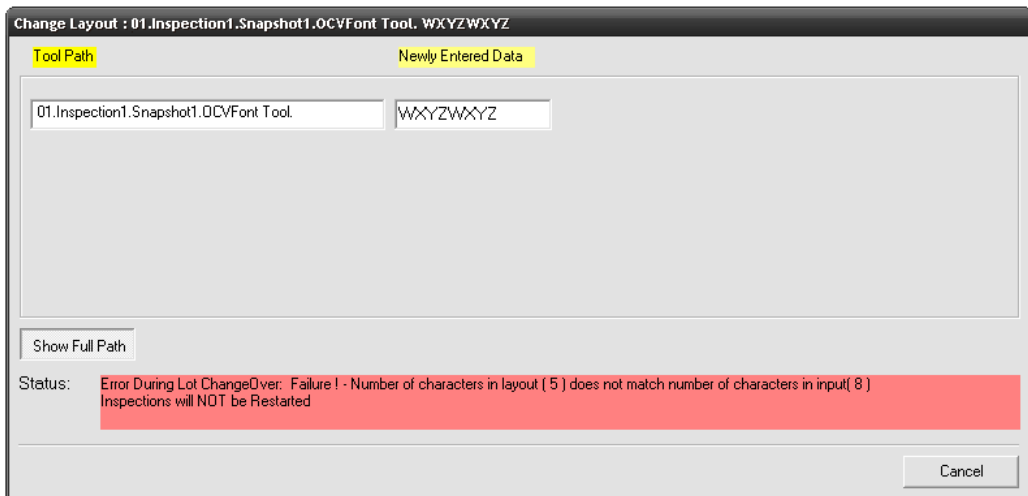 Change Layout : 01.Inspection1.Snapshot1.OCVFont Tool. WXYZWXYZ
Tool Path Newly Entered Data
01.Inspection1.Snapshot1.OCVFont Tool. WXYZWXYZ
Show Full Path
Status: Error During Lot ChangeOver: Failure ! - Number of characters in layout ( 5 ) does not match number of characters in input( 8 )
Inspections will NOT be Restarted
Cancel